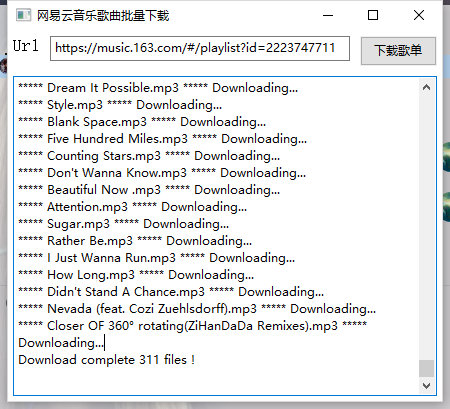 网易云音乐歌曲批量下载
Url https://music.163.com/#/playlist?id=2223747711 下载歌单
***** Dream It Possible.mp3 ***** Downloading...
***** Style.mp3 ***** Downloading...
***** Blank Space.mp3 ***** Downloading...
***** Five Hundred Miles.mp3 ***** Downloading...
***** Counting Stars.mp3 ***** Downloading...
***** Don't Wanna Know.mp3 ***** Downloading...
***** Beautiful Now .mp3 ***** Downloading...
***** Attention.mp3 ***** Downloading...
***** Sugar.mp3 ***** Downloading...
***** Rather Be.mp3 ***** Downloading...
***** I Just Wanna Run.mp3 ***** Downloading...
***** How Long.mp3 ***** Downloading...
***** Didn't Stand A Chance.mp3 ***** Downloading...
***** Nevada (feat. Cozi Zuehlsdorff).mp3 ***** Downloading...
***** Closer OF 360° rotating(ZiHanDaDa Remixes).mp3 *****
Downloading...
Download complete 311 files !